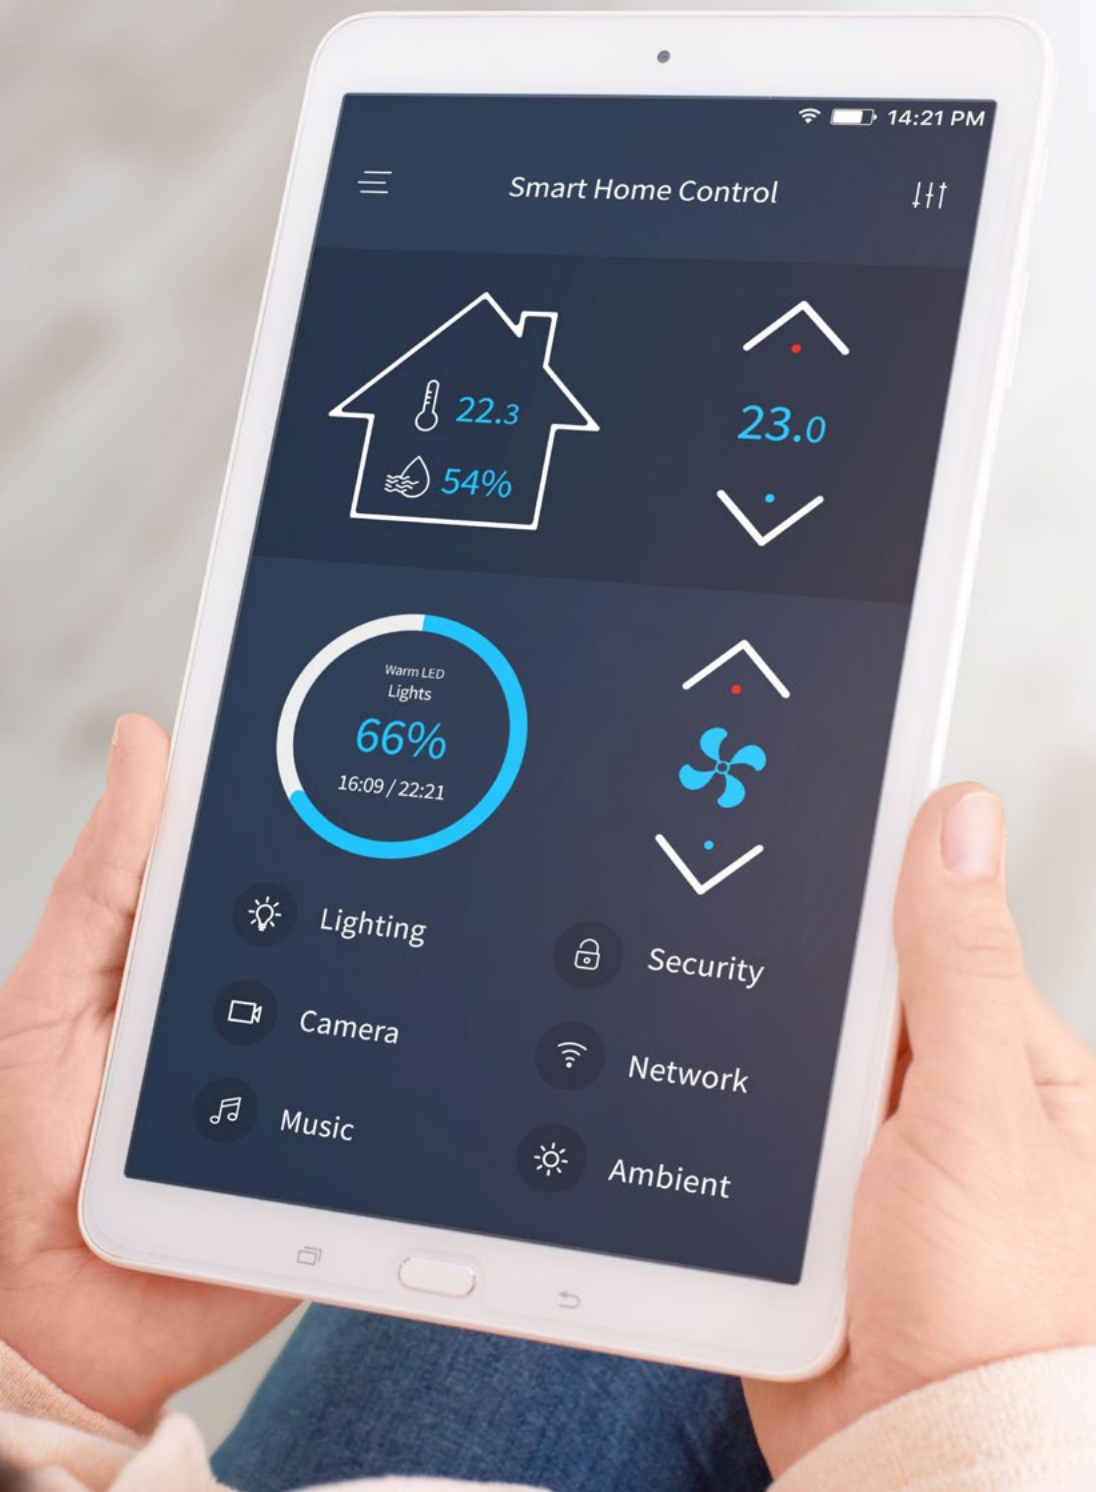 14:21 PM
Smart Home Control
22.3
54%
23.0
Warm LED
Lights
66%
16:09 / 22:21
Lighting
Security
Camera
Network
Music
Ambient